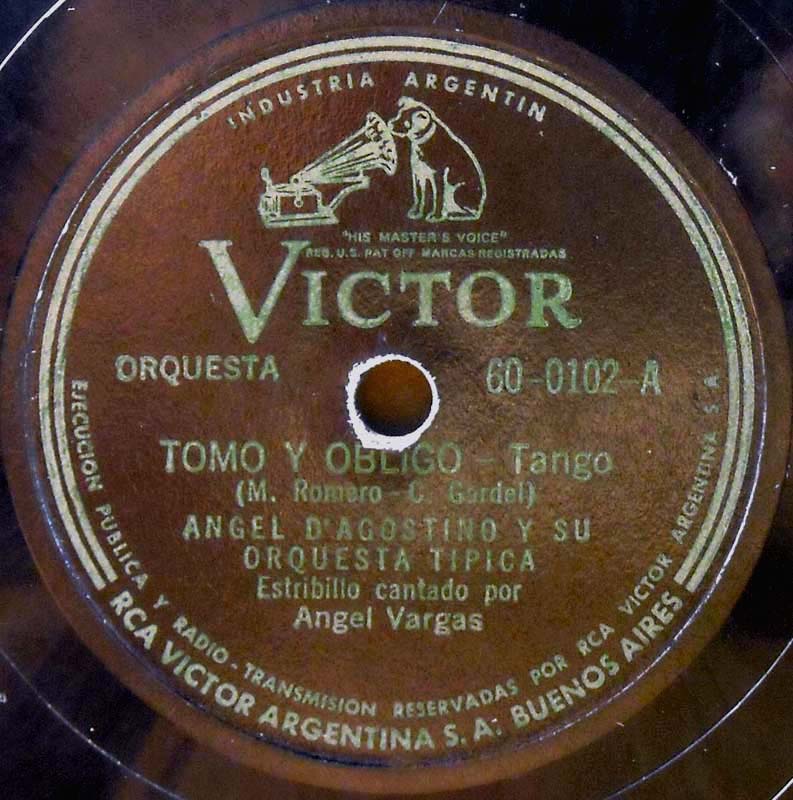 INDUSTRIA ARGENTIN
"HIS MASTER'S VOICE"
REG. U.S. PAT OFF MARCAS REGISTRADAS
VICTOR
ORQUESTA 60-0102-A
TOMO Y OBLIGO - Tango
(M. Romero - C. Gardel)
ANGEL D'AGOSTINO Y SU
ORQUESTA TIPICA
Estribillo cantado por
Angel Vargas
EJECUCION PUBLICA Y RADIO-TRANSMISION RESERVADAS POR RCA VICTOR ARGENTINA S.A.
RCA VICTOR ARGENTINA S.A. BUENOS AIRES